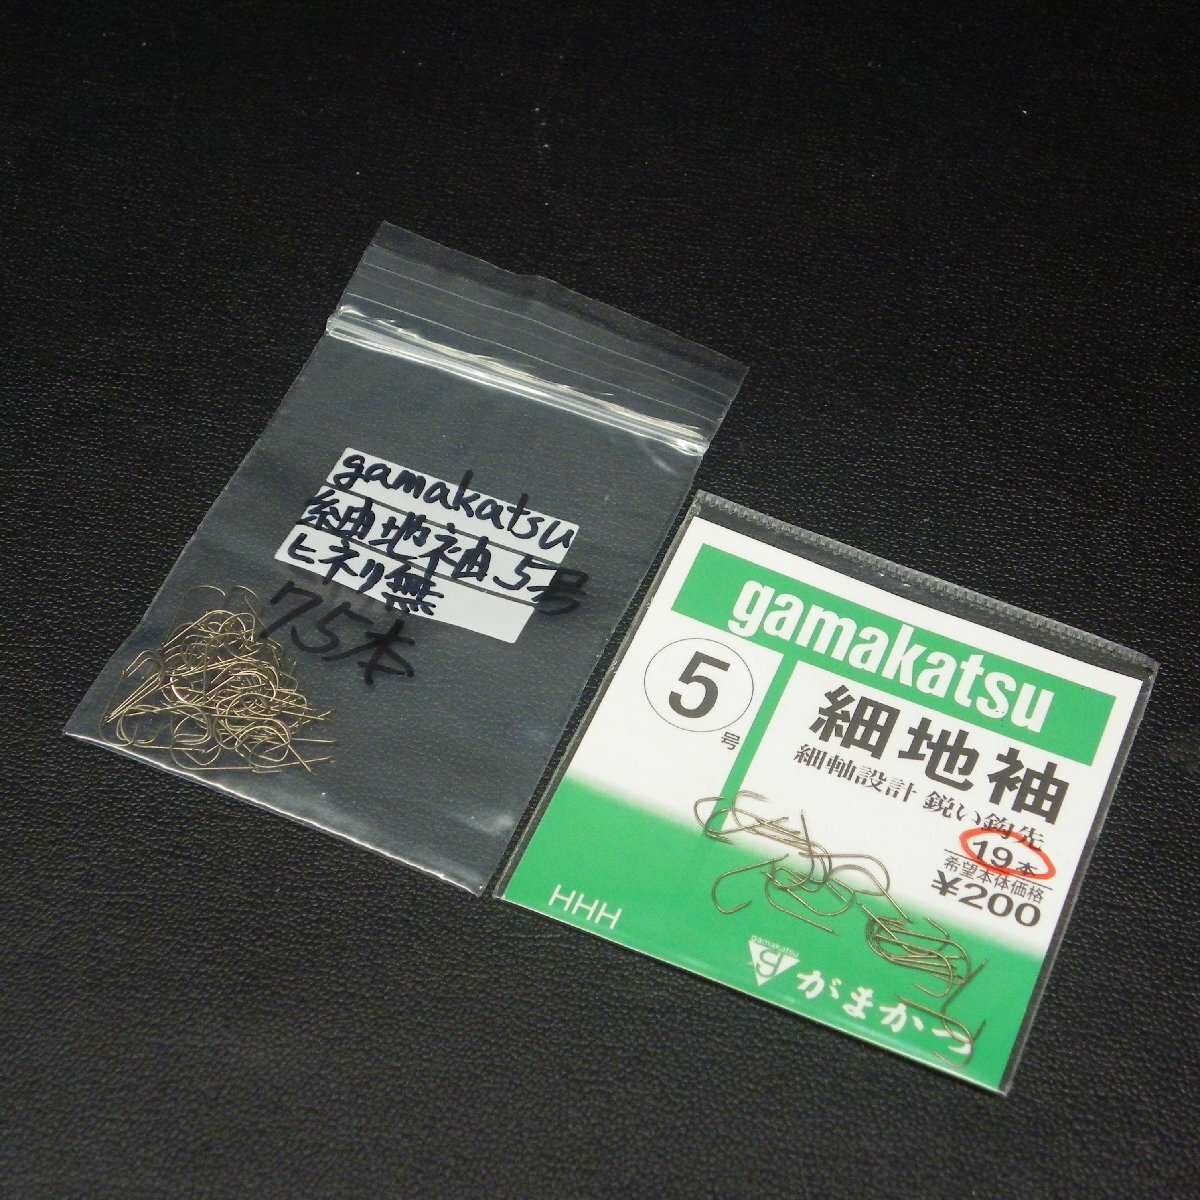 gamakatsu
細地袖 5号
ヒネリ無
75本
gamakatsu
5
号
細地袖
細軸設計 鋭い鈎先
19本
希望本体価格
¥200
HHH
gamakatsu
g
がまかつ